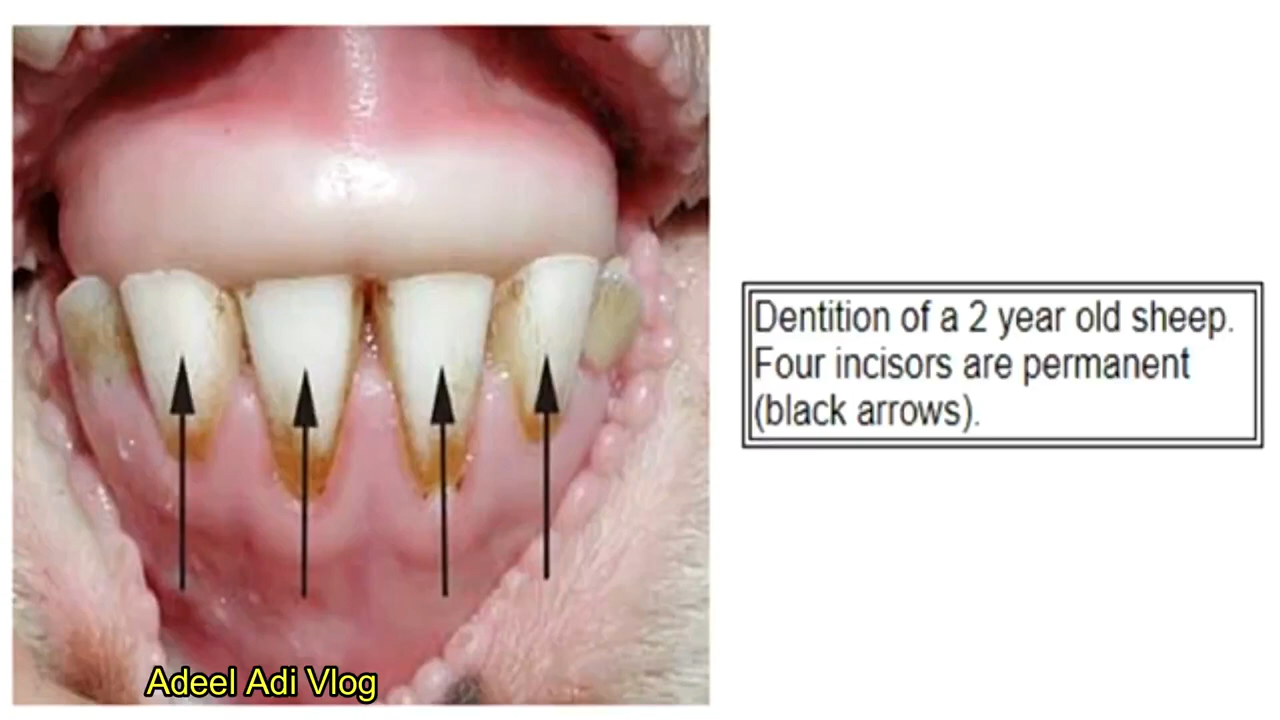 Dentition of a 2 year old sheep.
Four incisors are permanent
(black arrows).
Adeel Adi Vlog